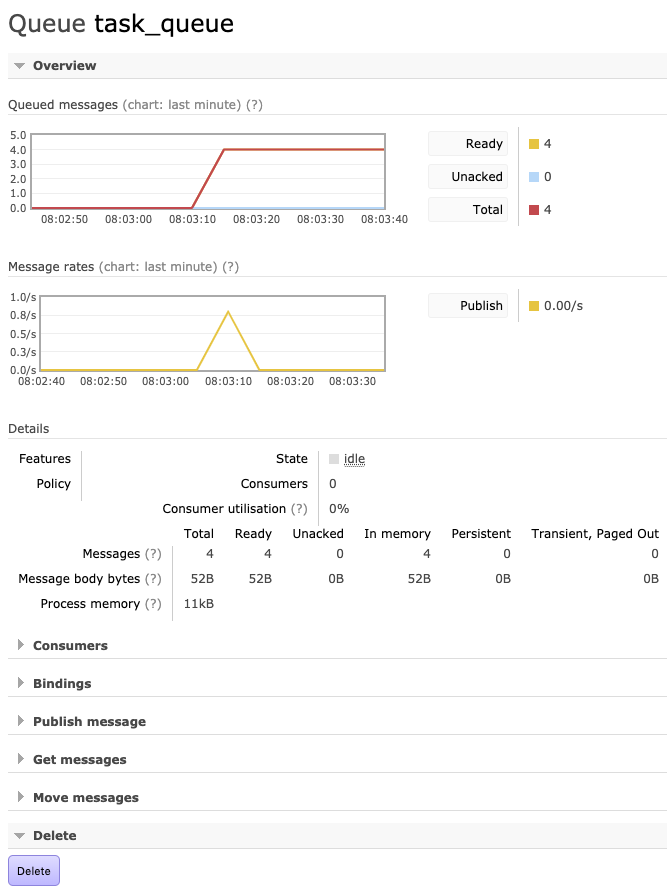 Queue task_queue
Overview
Queued messages (chart: last minute) (?)
5.0
4.0
3.0
2.0
1.0
0.0
08:02:50 08:03:00 08:03:10 08:03:20 08:03:30 08:03:40
Ready 4
Unacked 0
Total 4
Message rates (chart: last minute) (?)
1.0/s
0.8/s
0.5/s
0.3/s
0.0/s
08:02:40 08:02:50 08:03:00 08:03:10 08:03:20 08:03:30
Publish 0.00/s
Details
Features State idle
Policy Consumers 0
Consumer utilisation (?) 0%
Total Ready Unacked In memory Persistent Transient, Paged Out
Messages (?) 4 4 0 4 0 0
Message body bytes (?) 52B 52B 0B 52B 0B 0B
Process memory (?) 11kB
Consumers
Bindings
Publish message
Get messages
Move messages
Delete
Delete